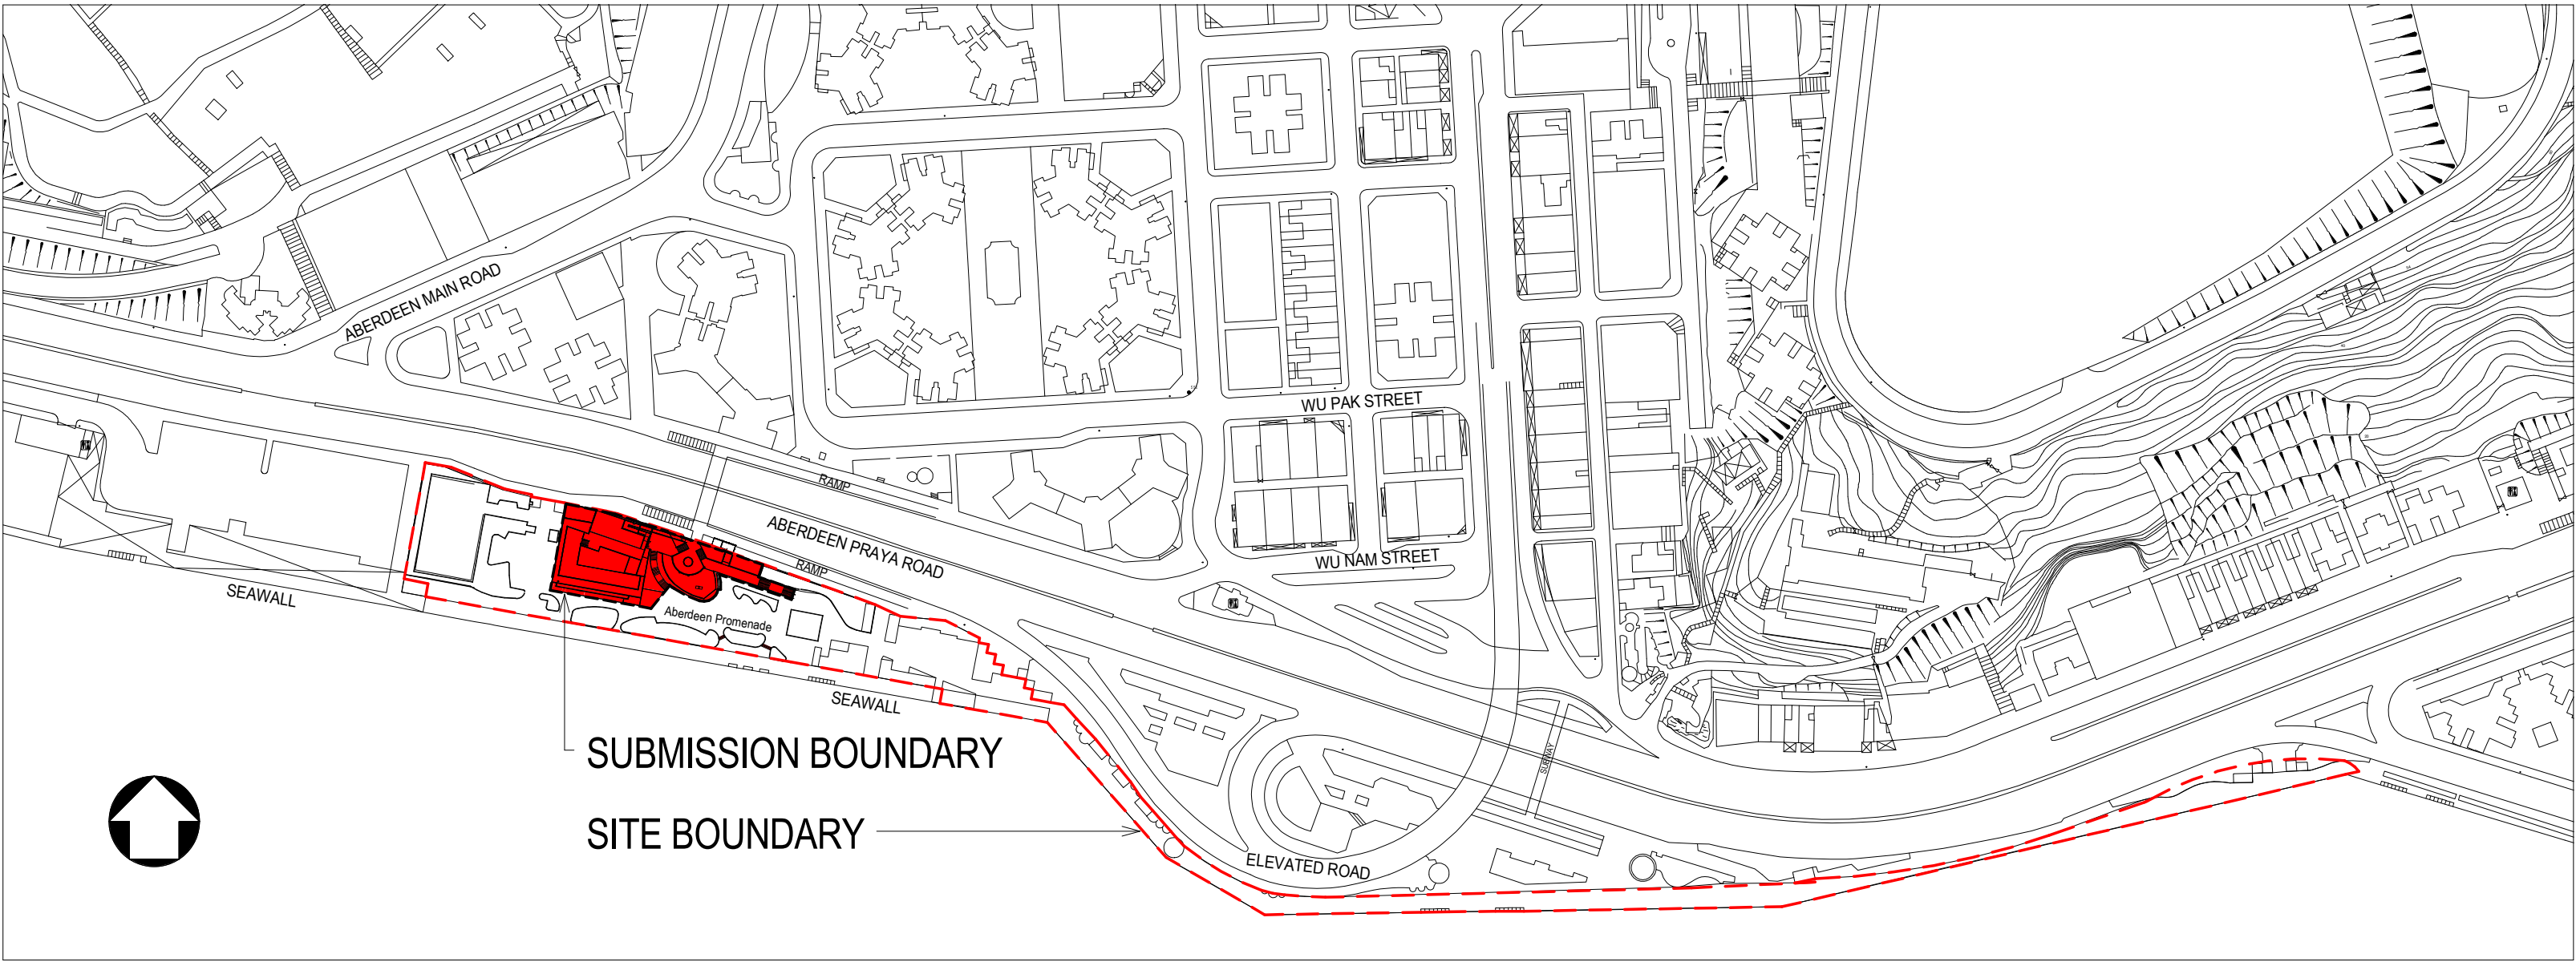 ABERDEEN MAIN ROAD
WU PAK STREET
RAMP
ABERDEEN PRAYA ROAD
WU NAM STREET
RAMP
SEAWALL
Aberdeen Promenade
SEAWALL
SUBMISSION BOUNDARY
SUBWAY
SITE BOUNDARY
ELEVATED ROAD